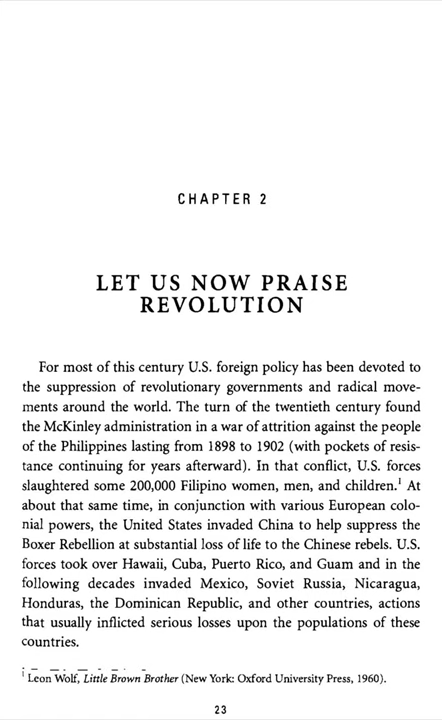 CHAPTER 2
LET US NOW PRAISE
REVOLUTION
For most of this century U.S. foreign policy has been devoted to
the suppression of revolutionary governments and radical move-
ments around the world. The turn of the twentieth century found
the McKinley administration in a war of attrition against the people
of the Philippines lasting from 1898 to 1902 (with pockets of resis-
tance continuing for years afterward). In that conflict, U.S. forces
slaughtered some 200,000 Filipino women, men, and children.¹ At
about that same time, in conjunction with various European colo-
nial powers, the United States invaded China to help suppress the
Boxer Rebellion at substantial loss of life to the Chinese rebels. U.S.
forces took over Hawaii, Cuba, Puerto Rico, and Guam and in the
following decades invaded Mexico, Soviet Russia, Nicaragua,
Honduras, the Dominican Republic, and other countries, actions
that usually inflicted serious losses upon the populations of these
countries.
¹ Leon Wolf, Little Brown Brother (New York: Oxford University Press, 1960).
23